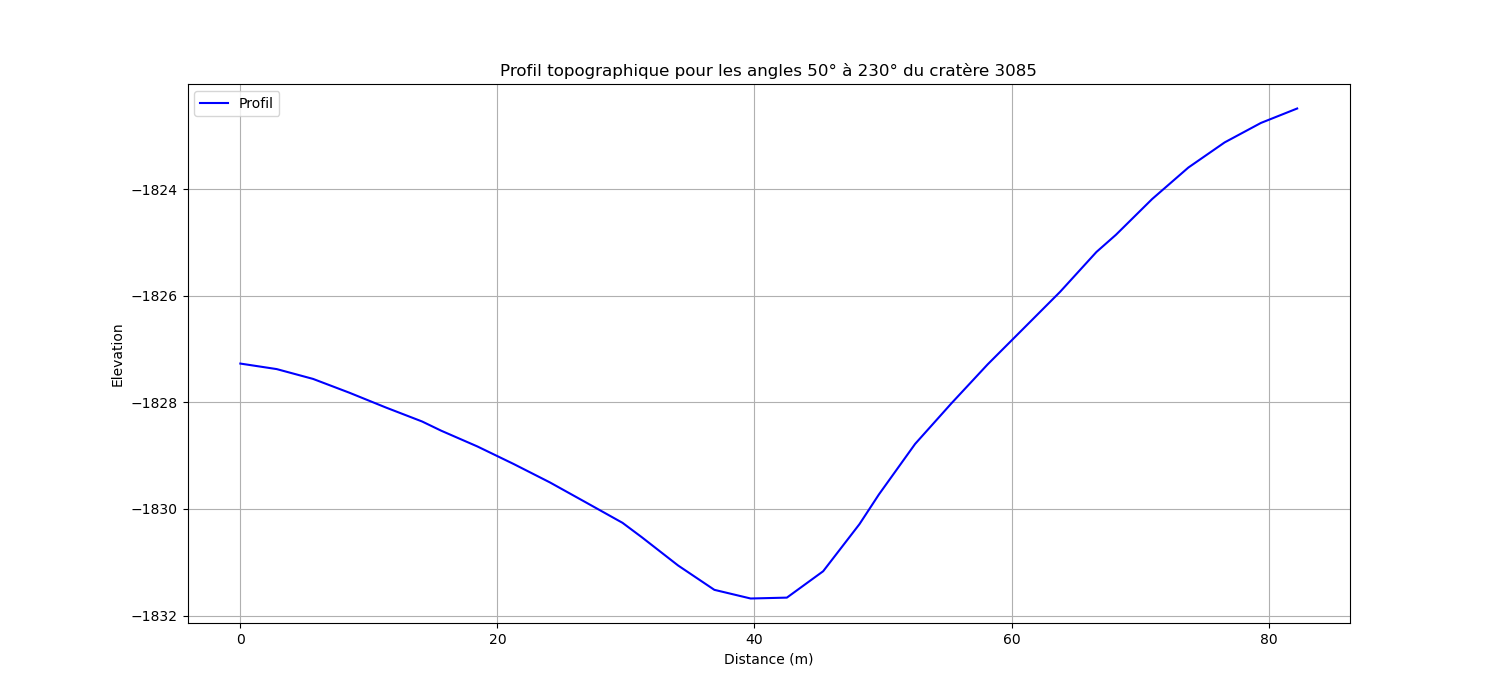 Profil topographique pour les angles 50° à 230° du cratère 3085
Profil
−1824
−1826
−1828
−1830
−1832
Elevation
0 20 40 60 80
Distance (m)